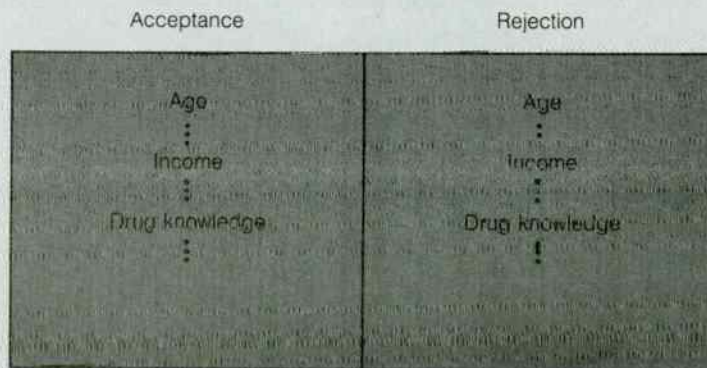 Acceptance Rejection
Age Age
Income Income
Drug knowledge Drug knowledge